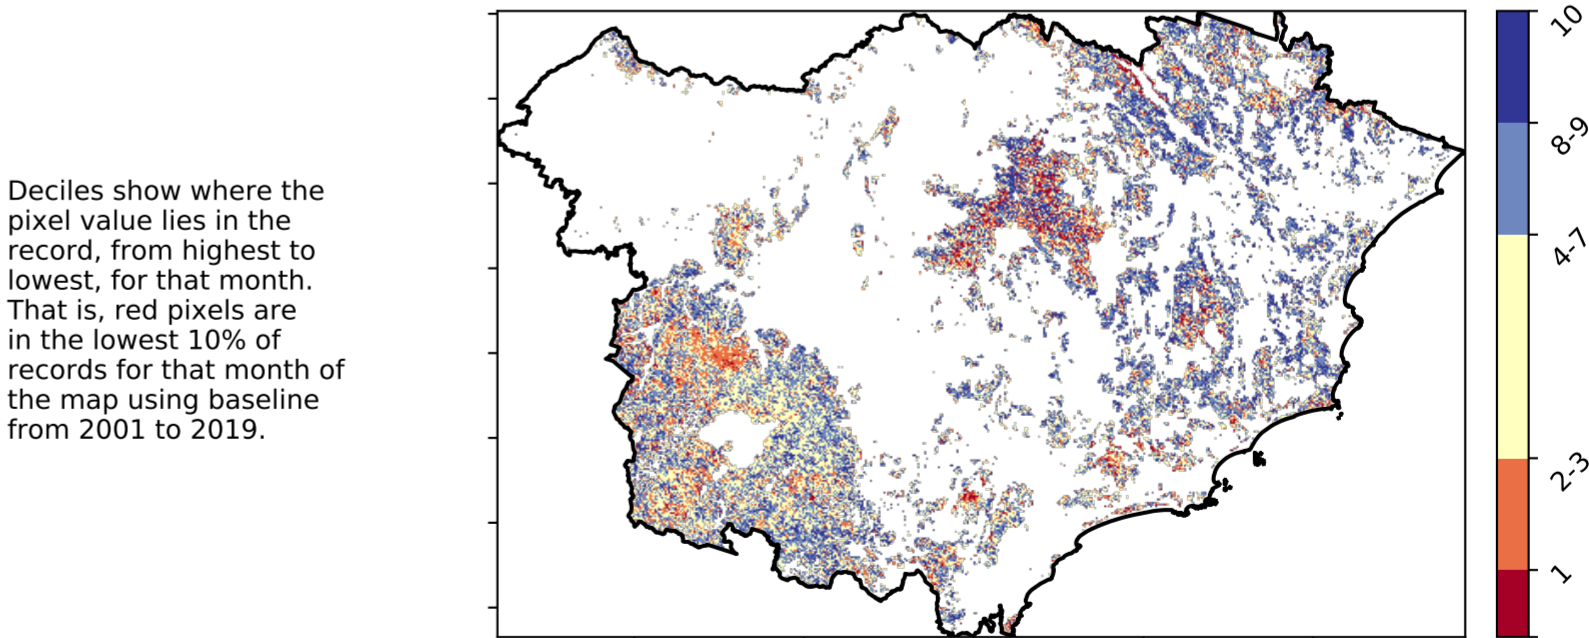 Deciles show where the
pixel value lies in the
record, from highest to
lowest, for that month.
That is, red pixels are
in the lowest 10% of
records for that month of
the map using baseline
from 2001 to 2019.
10
8-9
4-7
2-3
1